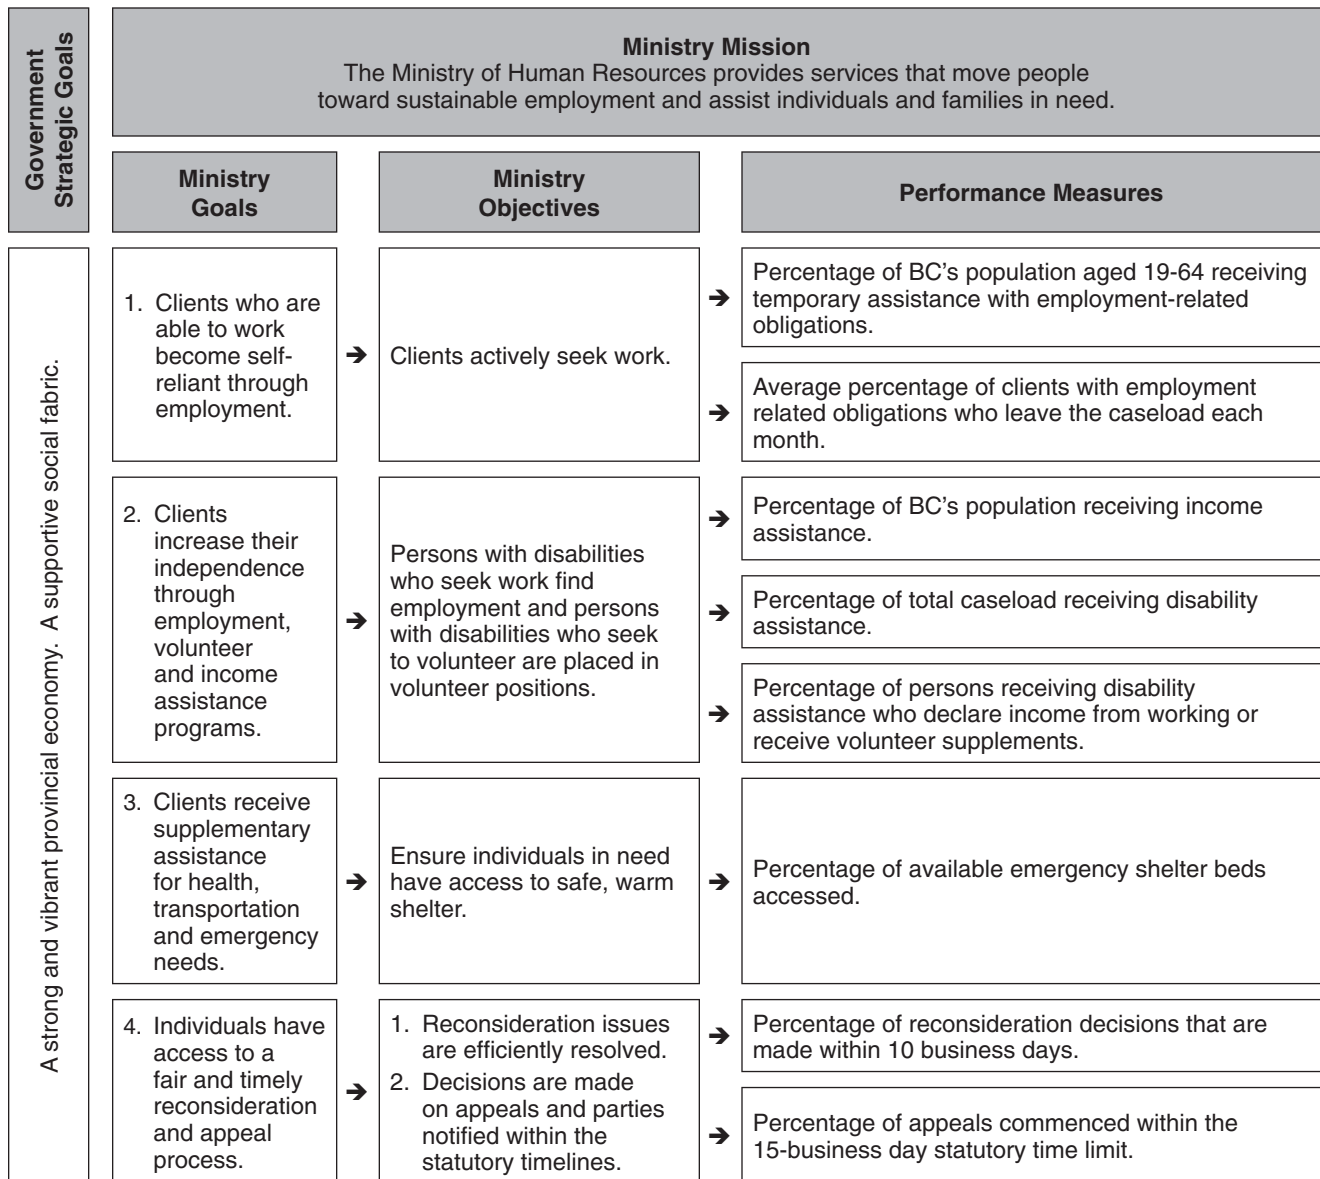 Government
Strategic Goals
Ministry Mission
The Ministry of Human Resources provides services that move people
toward sustainable employment and assist individuals and families in need.
Ministry
Goals
Ministry
Objectives
Performance Measures
A strong and vibrant provincial economy. A supportive social fabric.
1. Clients who are
able to work
become self-
reliant through
employment.
➔
Clients actively seek work.
➔
Percentage of BC's population aged 19-64 receiving
temporary assistance with employment-related
obligations.
➔
Average percentage of clients with employment
related obligations who leave the caseload each
month.
2. Clients
increase their
independence
through
employment,
volunteer
and income
assistance
programs.
➔
Persons with disabilities
who seek work find
employment and persons
with disabilities who seek
to volunteer are placed in
volunteer positions.
➔
Percentage of BC's population receiving income
assistance.
➔
Percentage of total caseload receiving disability
assistance.
➔
Percentage of persons receiving disability
assistance who declare income from working or
receive volunteer supplements.
3. Clients receive
supplementary
assistance
for health,
transportation
and emergency
needs.
➔
Ensure individuals in need
have access to safe, warm
shelter.
➔
Percentage of available emergency shelter beds
accessed.
4. Individuals have
access to a
fair and timely
reconsideration
and appeal
process.
➔
1. Reconsideration issues
are efficiently resolved.
2. Decisions are made
on appeals and parties
notified within the
statutory timelines.
➔
Percentage of reconsideration decisions that are
made within 10 business days.
➔
Percentage of appeals commenced within the
15-business day statutory time limit.